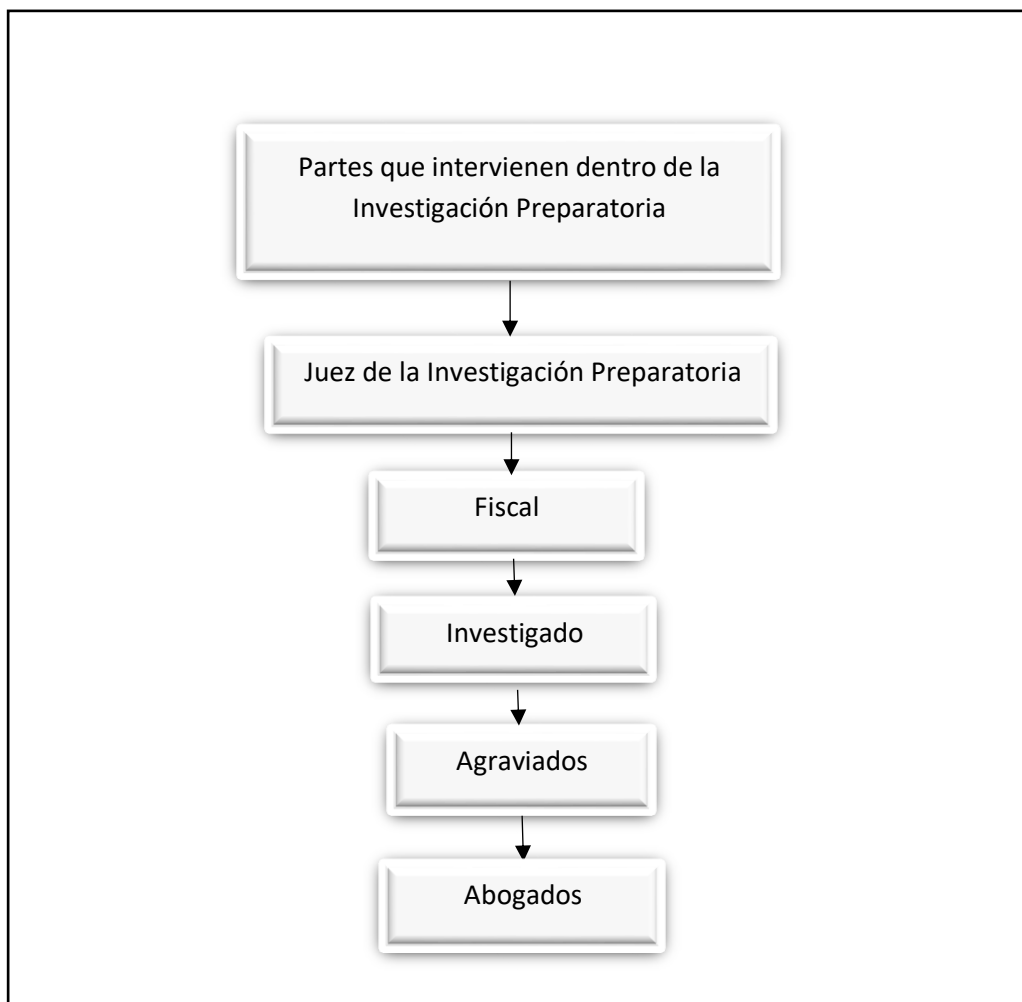 Partes que intervienen dentro de la
Investigación Preparatoria
Juez de la Investigación Preparatoria
Fiscal
Investigado
Agraviados
Abogados